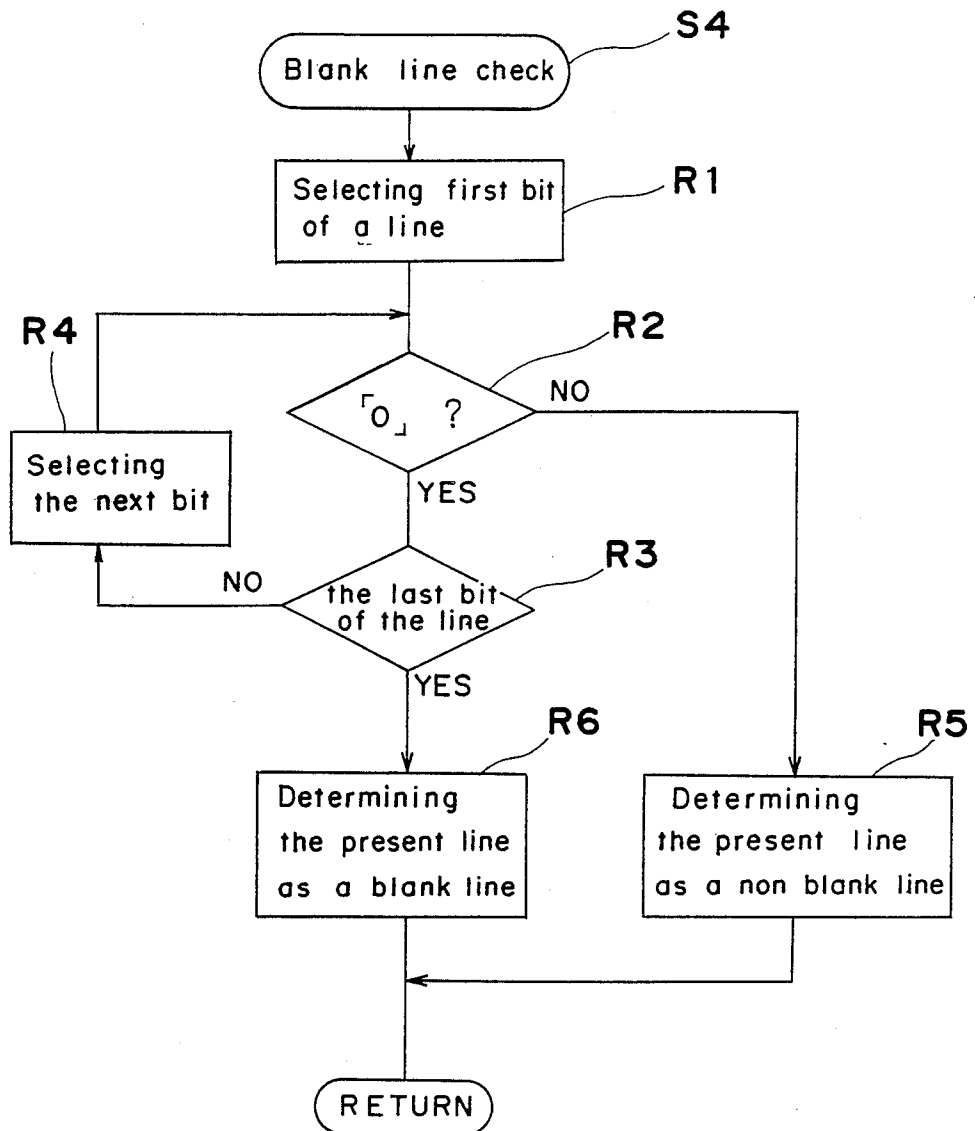 S4
Blank line check
R1
Selecting first bit
of a line
R4
R2
「0」 ?
NO
Selecting
the next bit
YES
R3
NO
the last bit
of the line
YES
R6
R5
Determining
the present line
as a blank line
Determining
the present line
as a non blank line
RETURN